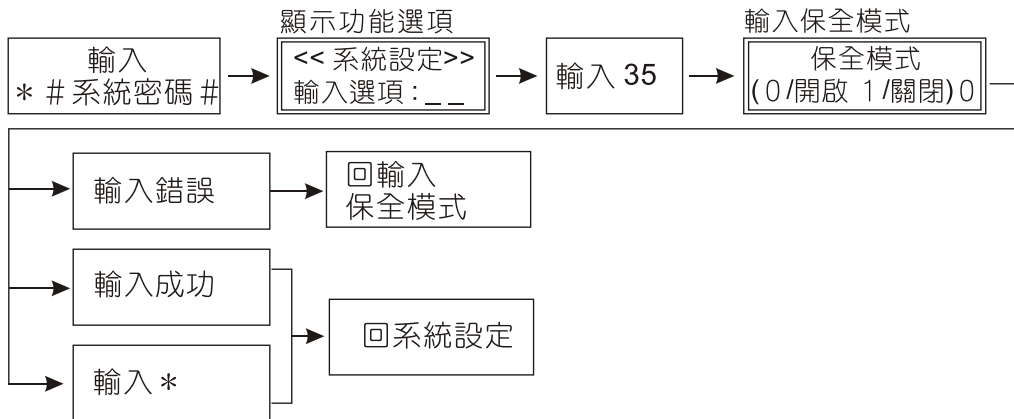 顯示功能選項
輸入保全模式
輸入
*#系統密碼#
<< 系統設定>>
輸入選項:_ _
輸入 35
保全模式
(0/開啟 1/關閉)0
輸入錯誤
回輸入
保全模式
輸入成功
回系統設定
輸入*